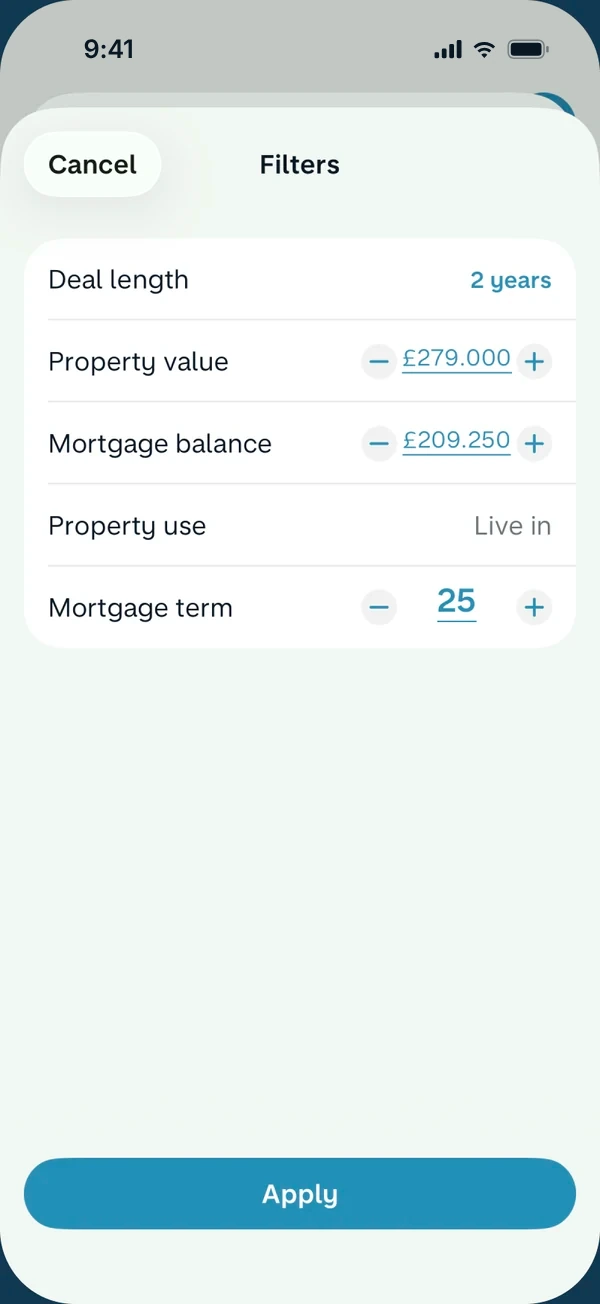 9:41
Cancel
Filters
Deal length 2 years
Property value − £279.000 +
Mortgage balance − £209.250 +
Property use Live in
Mortgage term − 25 +
Apply